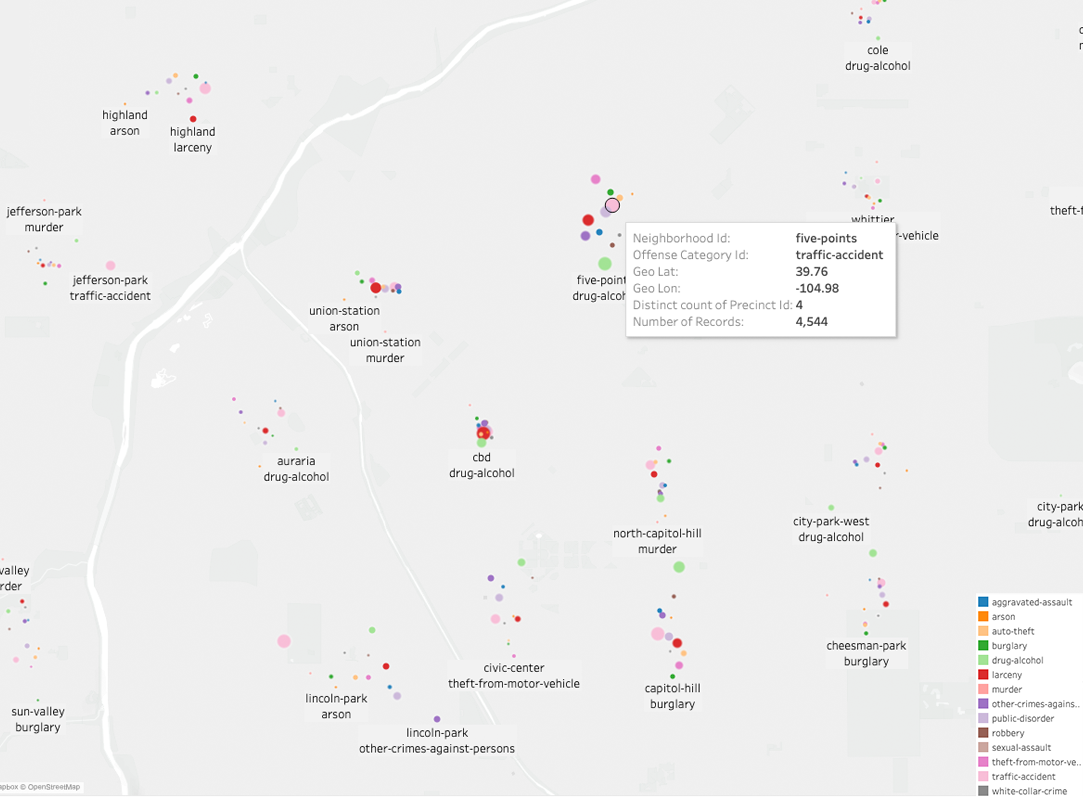 cole
drug-alcohol
highland
arson
highland
larceny
jefferson-park
murder
jefferson-park
traffic-accident
whittier
-vehicle
theft-f
Neighborhood Id: five-points
Offense Category Id: traffic-accident
Geo Lat: 39.76
Geo Lon: -104.98
Distinct count of Precinct Id: 4
Number of Records: 4,544
five-point
drug-alcoh
union-station
arson
union-station
murder
auraria
drug-alcohol
cbd
drug-alcohol
north-capitol-hill
murder
city-park-west
drug-alcohol
city-park
drug-alcoh
valley
rder
cheesman-park
burglary
civic-center
theft-from-motor-vehicle
capitol-hill
burglary
lincoln-park
arson
lincoln-park
other-crimes-against-persons
sun-valley
burglary
aggravated-assault
arson
auto-theft
burglary
drug-alcohol
larceny
murder
other-crimes-agains..
public-disorder
robbery
sexual-assault
theft-from-motor-ve..
traffic-accident
white-collar-crime
apbox © OpenStreetMap